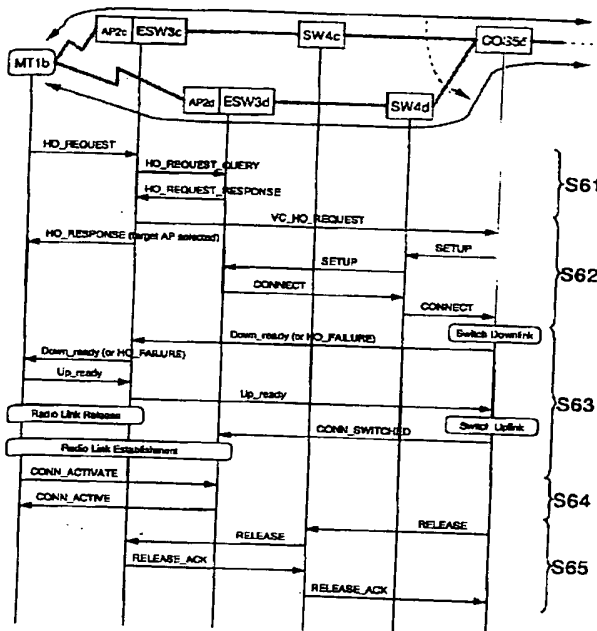 AP2c ESW3c
SW4c
COS5d
MT1b
AP2d ESW3d
SW4d
HO_REQUEST
HO_REQUEST_QUERY
HO_REQUEST_RESPONSE
S61
VC_HO_REQUEST
HO_RESPONSE (target AP selected)
SETUP
SETUP
S62
CONNECT
CONNECT
Switch Downlink
Down_ready (or HO_FAILURE)
Down_ready (or HO_FAILURE)
Up_ready
Up_ready
S63
Radio Link Release
Switch Uplink
CONN_SWITCHED
Radio Link Establishment
CONN_ACTIVATE
CONN_ACTIVE
S64
RELEASE
RELEASE
S65
RELEASE_ACK
RELEASE_ACK